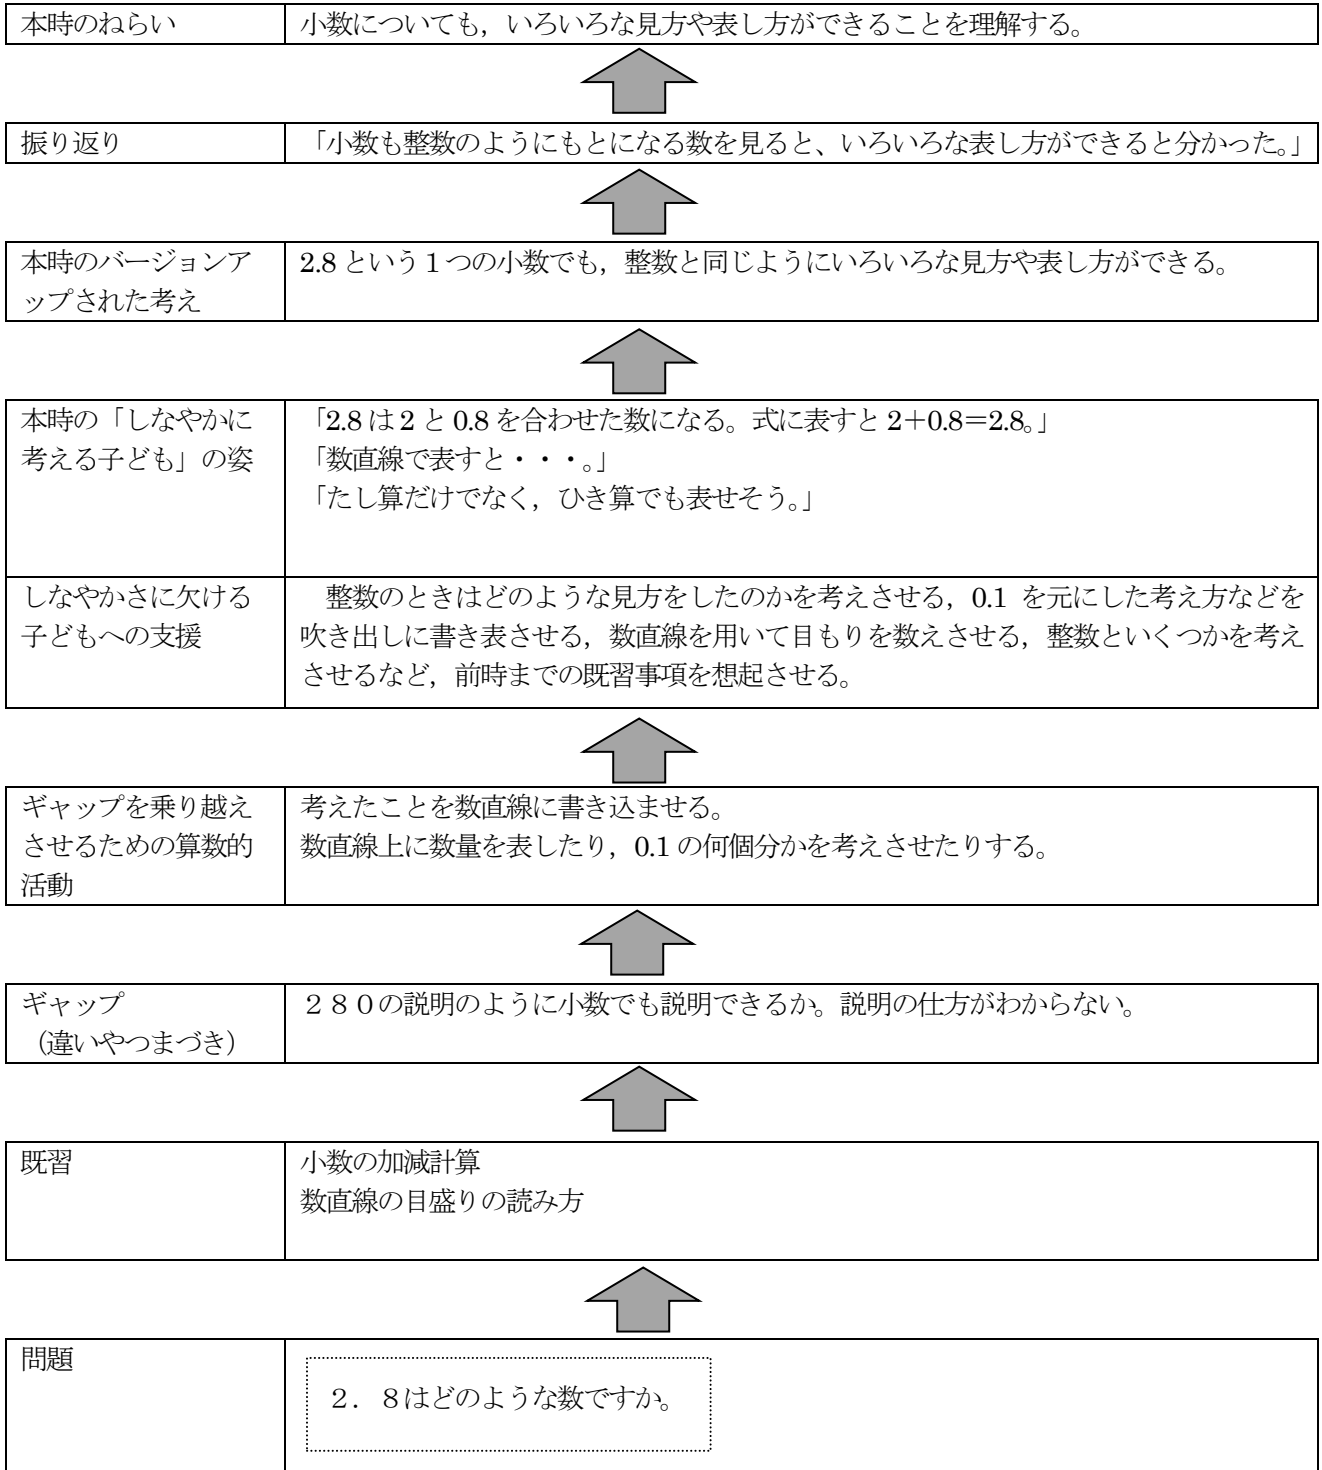 本時のねらい
小数についても，いろいろな見方や表し方ができることを理解する。
振り返り
「小数も整数のようにもとになる数を見ると、いろいろな表し方ができると分かった。」
本時のバージョンア
ップされた考え
2.8 という１つの小数でも，整数と同じようにいろいろな見方や表し方ができる。
本時の「しなやかに
考える子ども」の姿
「2.8 は 2 と 0.8 を合わせた数になる。式に表すと 2＋0.8＝2.8。」
「数直線で表すと・・・。」
「たし算だけでなく，ひき算でも表せそう。」
しなやかさに欠ける
子どもへの支援
整数のときはどのような見方をしたのかを考えさせる，0.1 を元にした考え方などを
吹き出しに書き表させる，数直線を用いて目もりを数えさせる，整数といくつかを考え
させるなど，前時までの既習事項を想起させる。
ギャップを乗り越え
させるための算数的
活動
考えたことを数直線に書き込ませる。
数直線上に数量を表したり，0.1 の何個分かを考えさせたりする。
ギャップ
（違いやつまづき）
２８０の説明のように小数でも説明できるか。説明の仕方がわからない。
既習
小数の加減計算
数直線の目盛りの読み方
問題
２．８はどのような数ですか。